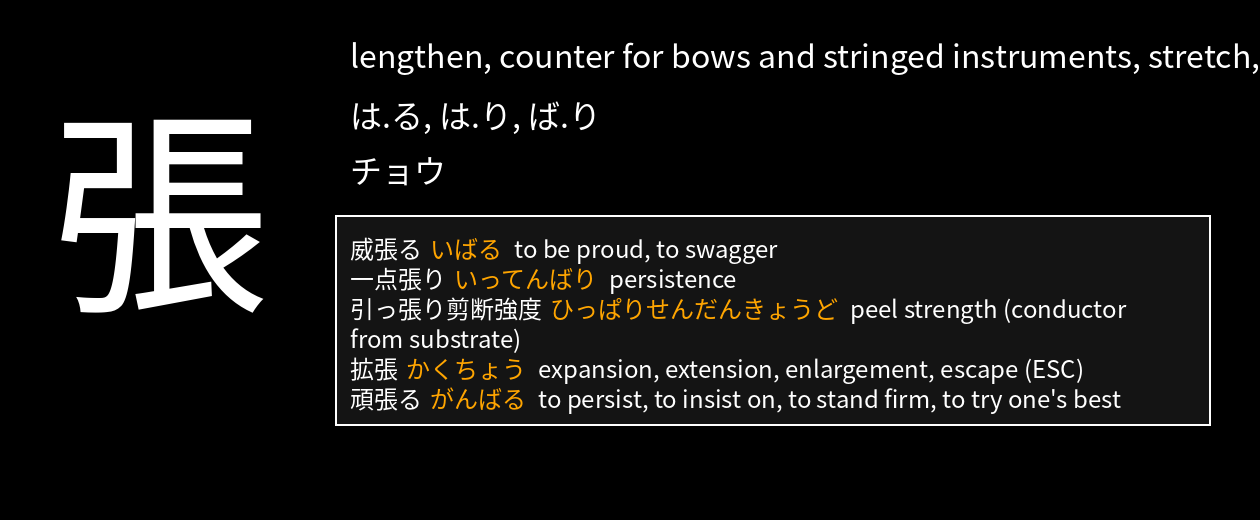 張
lengthen, counter for bows and stringed instruments, stretch,
は.る, は.り, ば.り
チョウ
威張る いばる to be proud, to swagger
一点張り いってんばり persistence
引っ張り剪断強度 ひっぱりせんだんきょうど peel strength (conductor
from substrate)
拡張 かくちょう expansion, extension, enlargement, escape (ESC)
頑張る がんばる to persist, to insist on, to stand firm, to try one's best